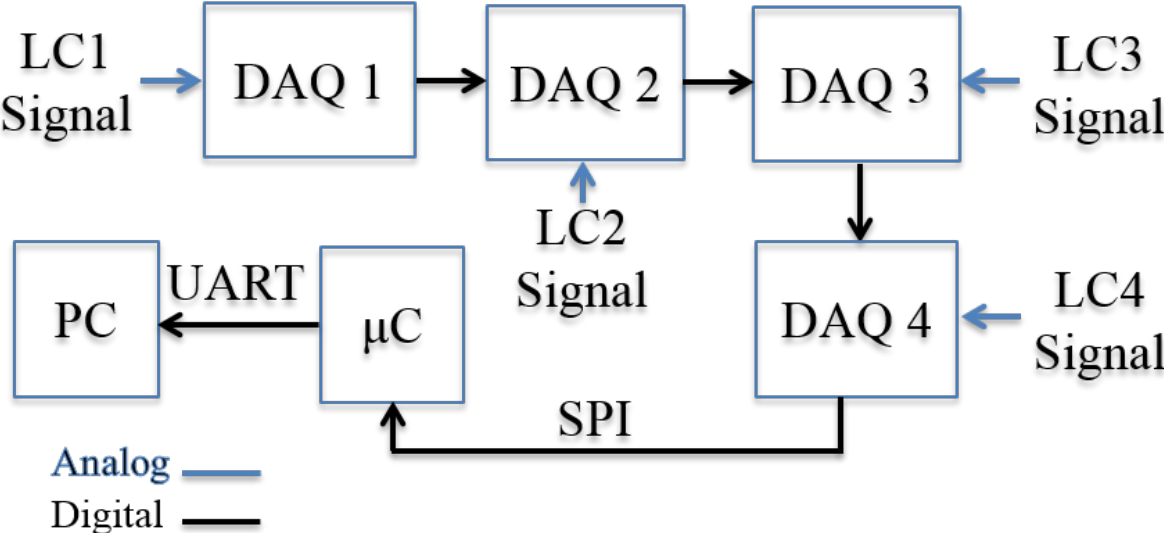 LC1
Signal
DAQ 1
DAQ 2
DAQ 3
LC3
Signal
LC2
Signal
PC
UART
μC
DAQ 4
LC4
Signal
SPI
Analog
Digital